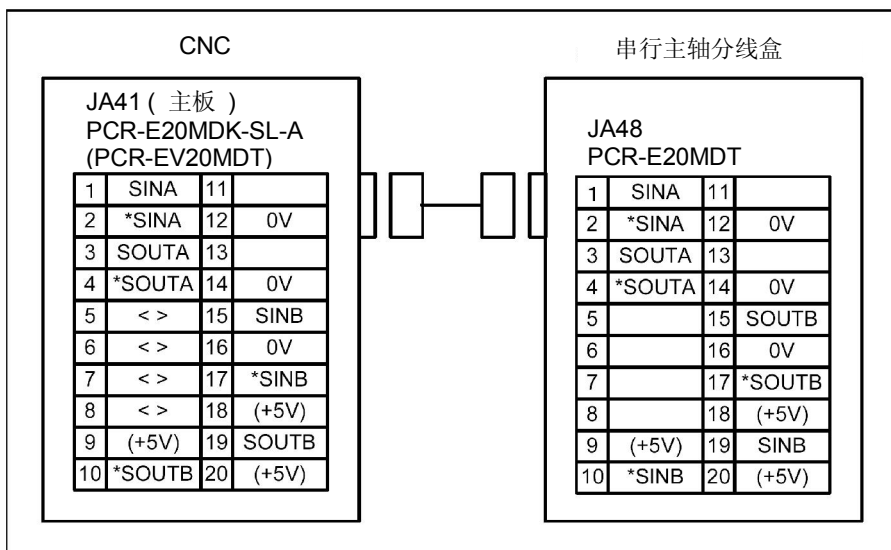 CNC
串行主轴分线盒
JA41 ( 主板 )
PCR-E20MDK-SL-A
(PCR-EV20MDT)
1 SINA 11
2 *SINA 12 0V
3 SOUTA 13
4 *SOUTA 14 0V
5 < > 15 SINB
6 < > 16 0V
7 < > 17 *SINB
8 < > 18 (+5V)
9 (+5V) 19 SOUTB
10 *SOUTB 20 (+5V)
JA48
PCR-E20MDT
1 SINA 11
2 *SINA 12 0V
3 SOUTA 13
4 *SOUTA 14 0V
5 15 SOUTB
6 16 0V
7 17 *SOUTB
8 18 (+5V)
9 (+5V) 19 SINB
10 *SINB 20 (+5V)